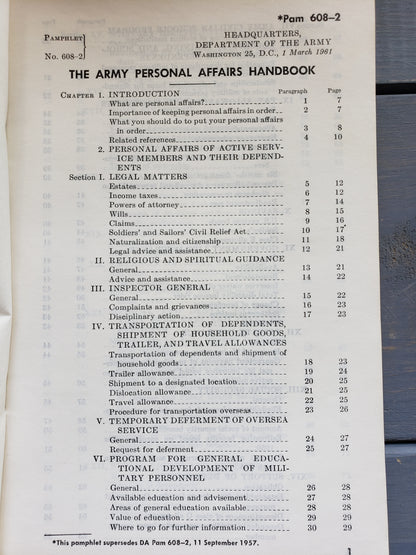 *Pam 608-2
PAMPHLET
No. 608-2
HEADQUARTERS,
DEPARTMENT OF THE ARMY
WASHINGTON 25, D.C., 1 March 1961
THE ARMY PERSONAL AFFAIRS HANDBOOK
Paragraph Page
CHAPTER 1. INTRODUCTION
What are personal affairs? 1 7
Importance of keeping personal affairs in order 2 7
What you should do to put your personal affairs
in order 3 8
Related references 4 10
2. PERSONAL AFFAIRS OF ACTIVE SERV-
ICE MEMBERS AND THEIR DEPEND-
ENTS
Section I. LEGAL MATTERS
Estates 5 12
Income taxes 6 12
Powers of attorney 7 14
Wills 8 15
Claims 9 16
Soldiers' and Sailors' Civil Relief Act 10 17
Naturalization and citizenship 11 18
Legal advice and assistance 12 21
II. RELIGIOUS AND SPIRITUAL GUIDANCE
General 13 21
Advice and assistance 14 22
III. INSPECTOR GENERAL
General 15 22
Complaints and grievances 16 23
Disciplinary action 17 23
IV. TRANSPORTATION OF DEPENDENTS,
SHIPMENT OF HOUSEHOLD GOODS,
TRAILER, AND TRAVEL ALLOWANCES
Transportation of dependents and shipment of
household goods 18 23
Trailer allowance 19 24
Shipment to a designated location 20 25
Dislocation allowance 21 25
Travel allowance 22 25
Procedure for transportation overseas 23 26
V. TEMPORARY DEFERMENT OF OVERSEA
SERVICE
General 24 27
Request for deferment 25 27
VI. PROGRAM FOR GENERAL EDUCA-
TIONAL DEVELOPMENT OF MILI-
TARY PERSONNEL
General 26 28
Available education and advisement 27 28
Areas of general education available 28 28
Value of education 29 29
Where to go for further information 30 29
*This pamphlet supersedes DA Pam 608-2, 11 September 1957.
1